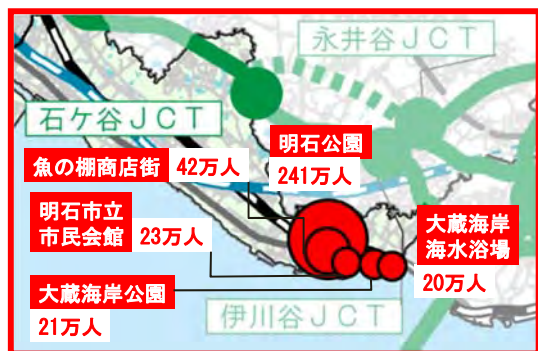 永井谷ＪＣＴ
石ケ谷ＪＣＴ
明石公園
241万人
魚の棚商店街 42万人
明石市立
市民会館 23万人
大蔵海岸
海水浴場
20万人
大蔵海岸公園
21万人
伊川谷ＪＣＴ